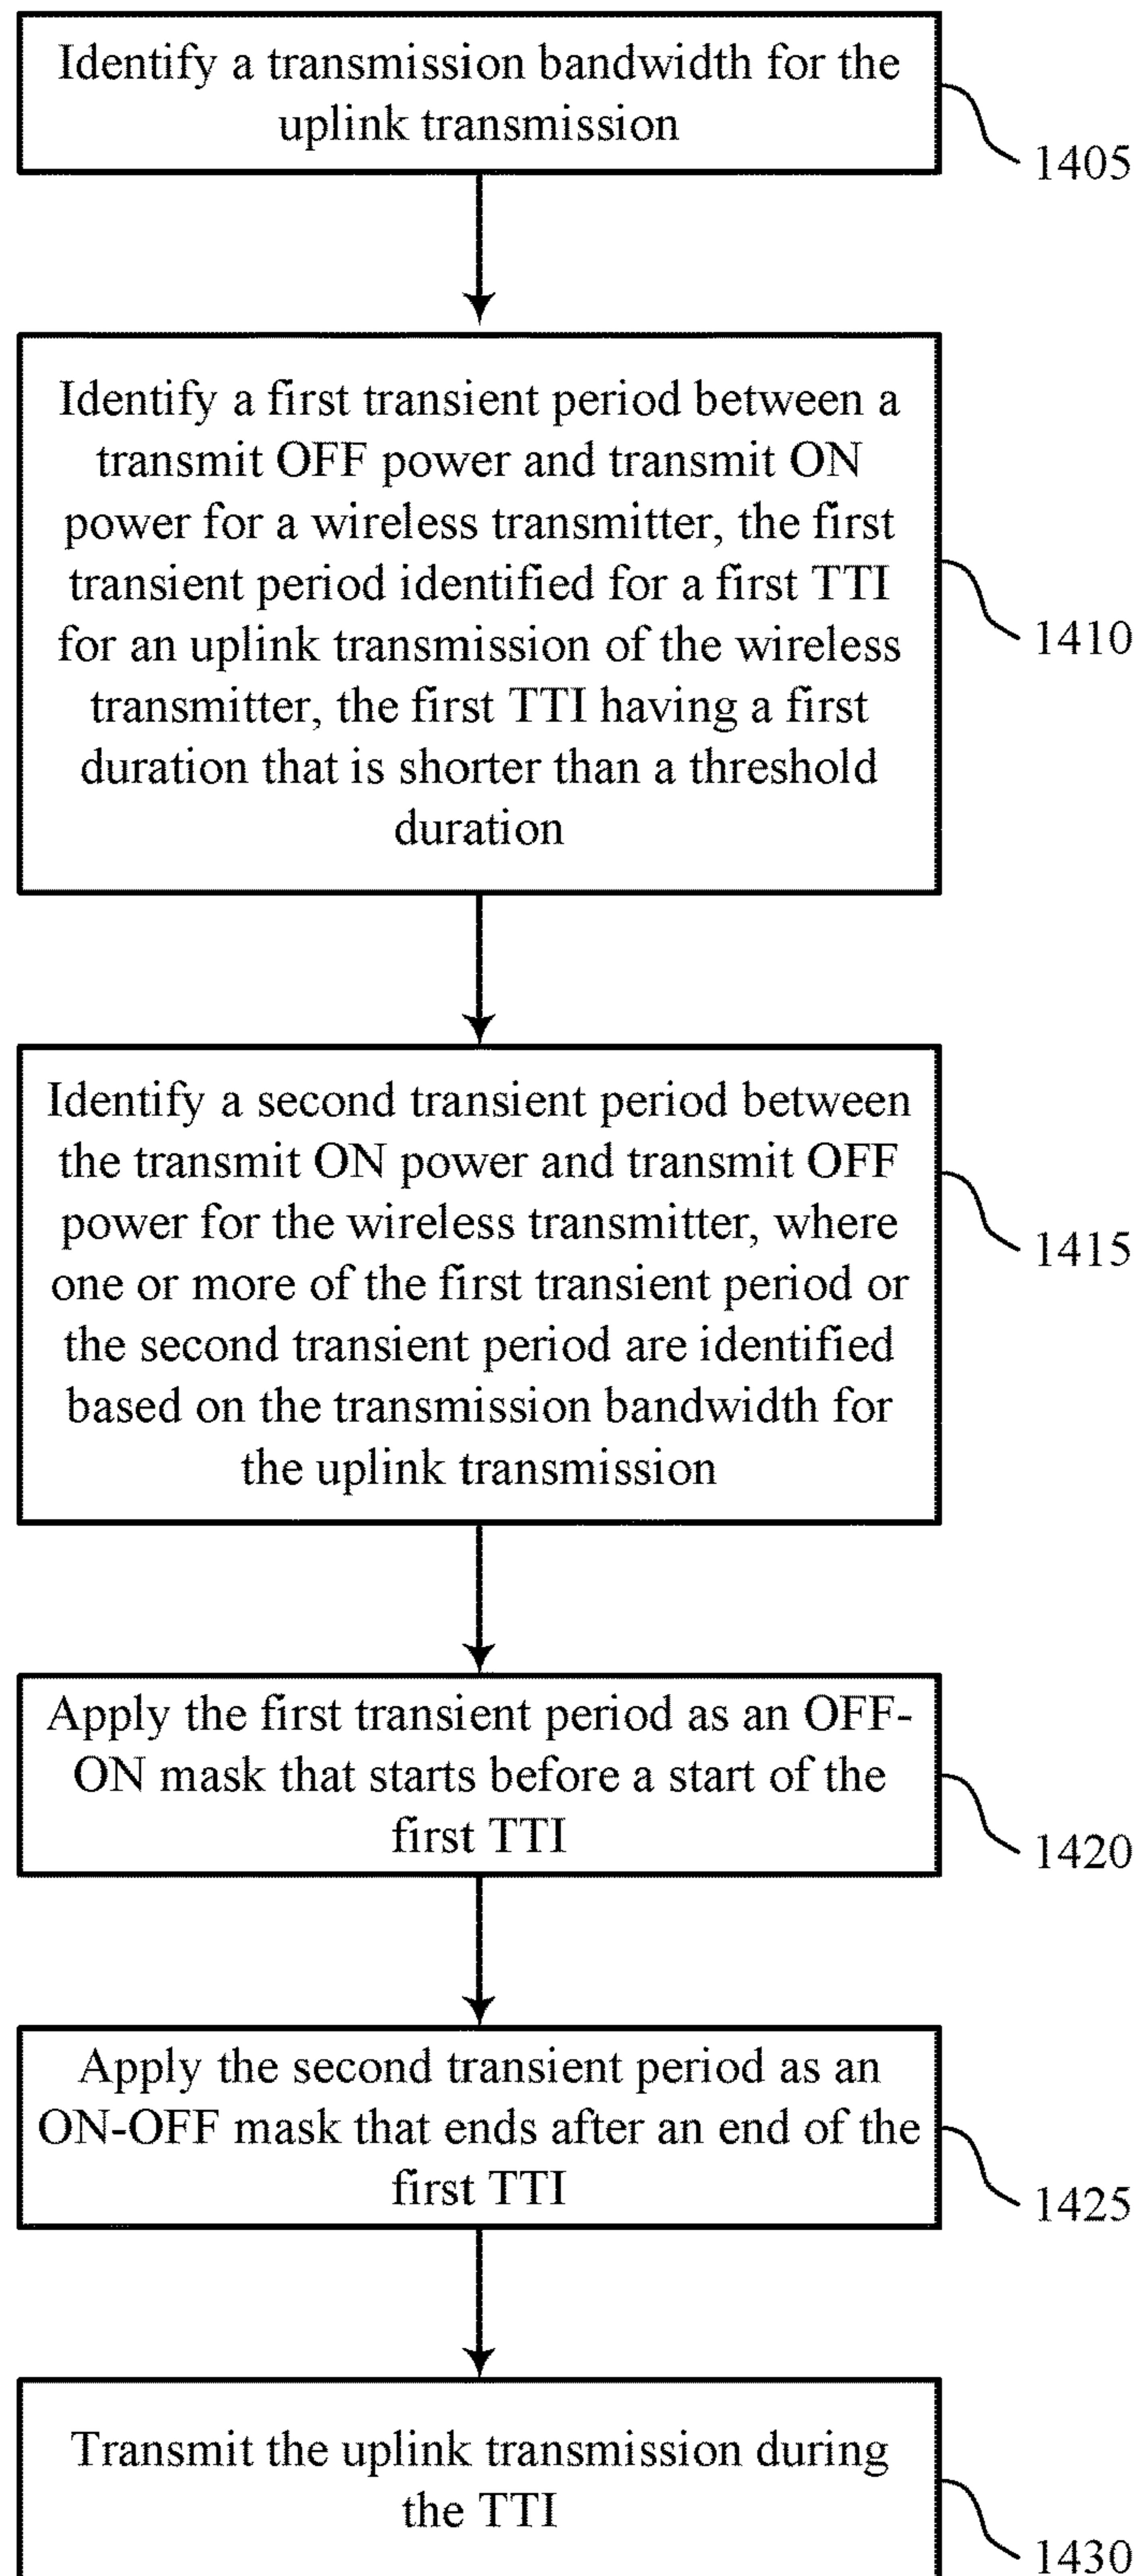 Identify a transmission bandwidth for the
uplink transmission
1405
Identify a first transient period between a
transmit OFF power and transmit ON
power for a wireless transmitter, the first
transient period identified for a first TTI
for an uplink transmission of the wireless
transmitter, the first TTI having a first
duration that is shorter than a threshold
duration
1410
Identify a second transient period between
the transmit ON power and transmit OFF
power for the wireless transmitter, where
one or more of the first transient period or
the second transient period are identified
based on the transmission bandwidth for
the uplink transmission
1415
Apply the first transient period as an OFF-
ON mask that starts before a start of the
first TTI
1420
Apply the second transient period as an
ON-OFF mask that ends after an end of the
first TTI
1425
Transmit the uplink transmission during
the TTI
1430